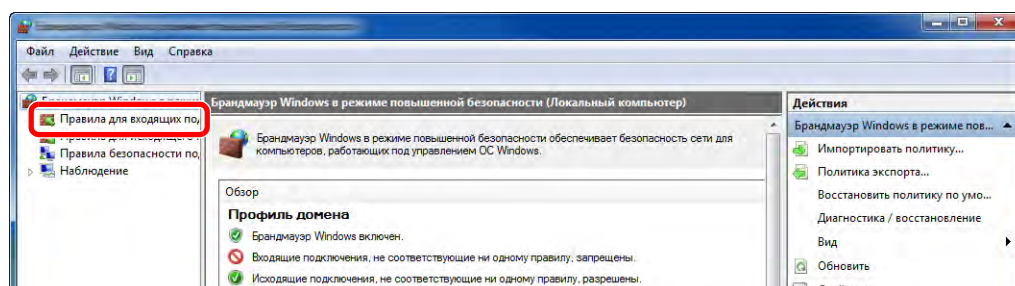 Файл Действие Вид Справка
Правила для входящих по
Правила безопасности по
Наблюдение
Брандмауэр Windows в режиме повышенной безопасности (Локальный компьютер)
Брандмауэр Windows в режиме повышенной безопасности обеспечивает безопасность сети для
компьютеров, работающих под управлением ОС Windows.
Обзор
Профиль домена
Брандмауэр Windows включен.
Входящие подключения, не соответствующие ни одному правилу, запрещены.
Исходящие подключения, не соответствующие ни одному правилу, разрешены.
Действия
Брандмауэр Windows в режиме пов...
Импортировать политику...
Политика экспорта...
Восстановить политику по умо...
Диагностика / восстановление
Вид
Обновить